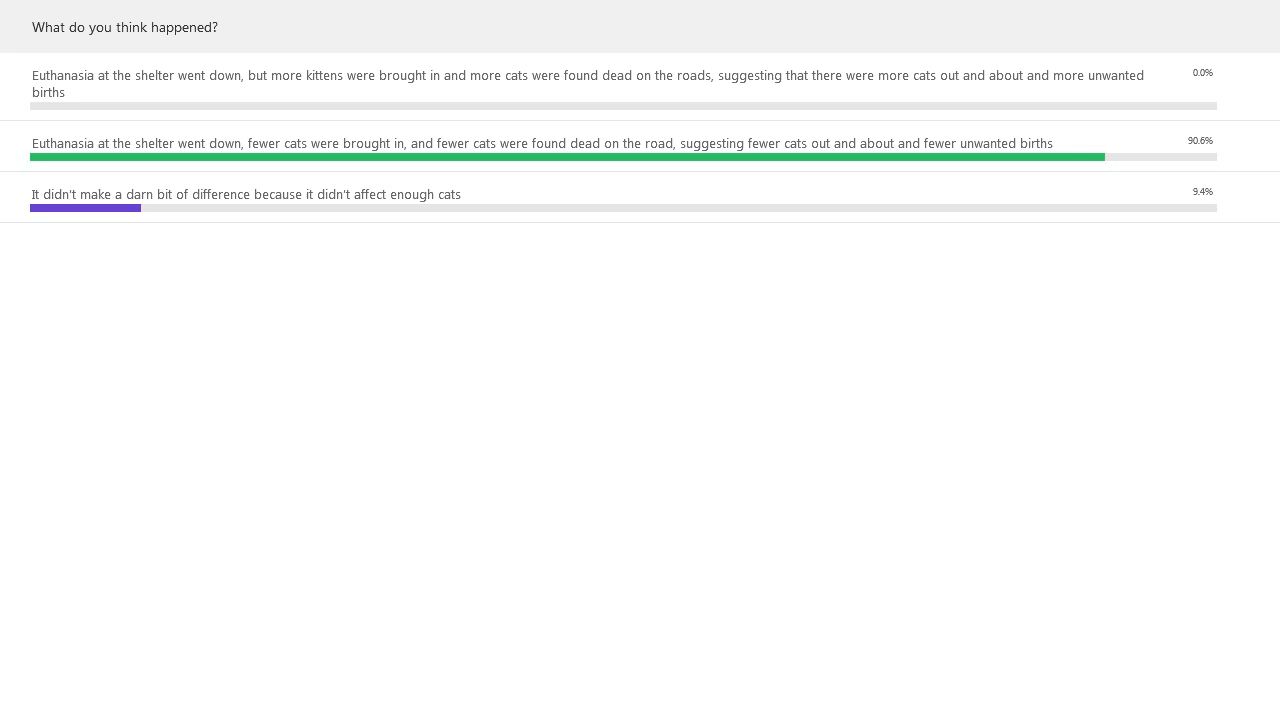 What do you think happened?
Euthanasia at the shelter went down, but more kittens were brought in and more cats were found dead on the roads, suggesting that there were more cats out and about and more unwanted
births
0.0%
Euthanasia at the shelter went down, fewer cats were brought in, and fewer cats were found dead on the road, suggesting fewer cats out and about and fewer unwanted births
90.6%
It didn't make a darn bit of difference because it didn't affect enough cats
9.4%